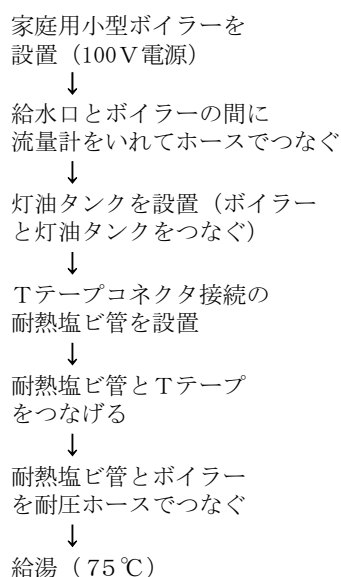 家庭用小型ボイラーを
設置（100Ｖ電源）
↓
給水口とボイラーの間に
流量計をいれてホースでつなぐ
↓
灯油タンクを設置（ボイラー
と灯油タンクをつなぐ）
↓
Ｔテープコネクタ接続の
耐熱塩ビ管を設置
↓
耐熱塩ビ管とＴテープ
をつなげる
↓
耐熱塩ビ管とボイラー
を耐圧ホースでつなぐ
↓
給湯（75℃）